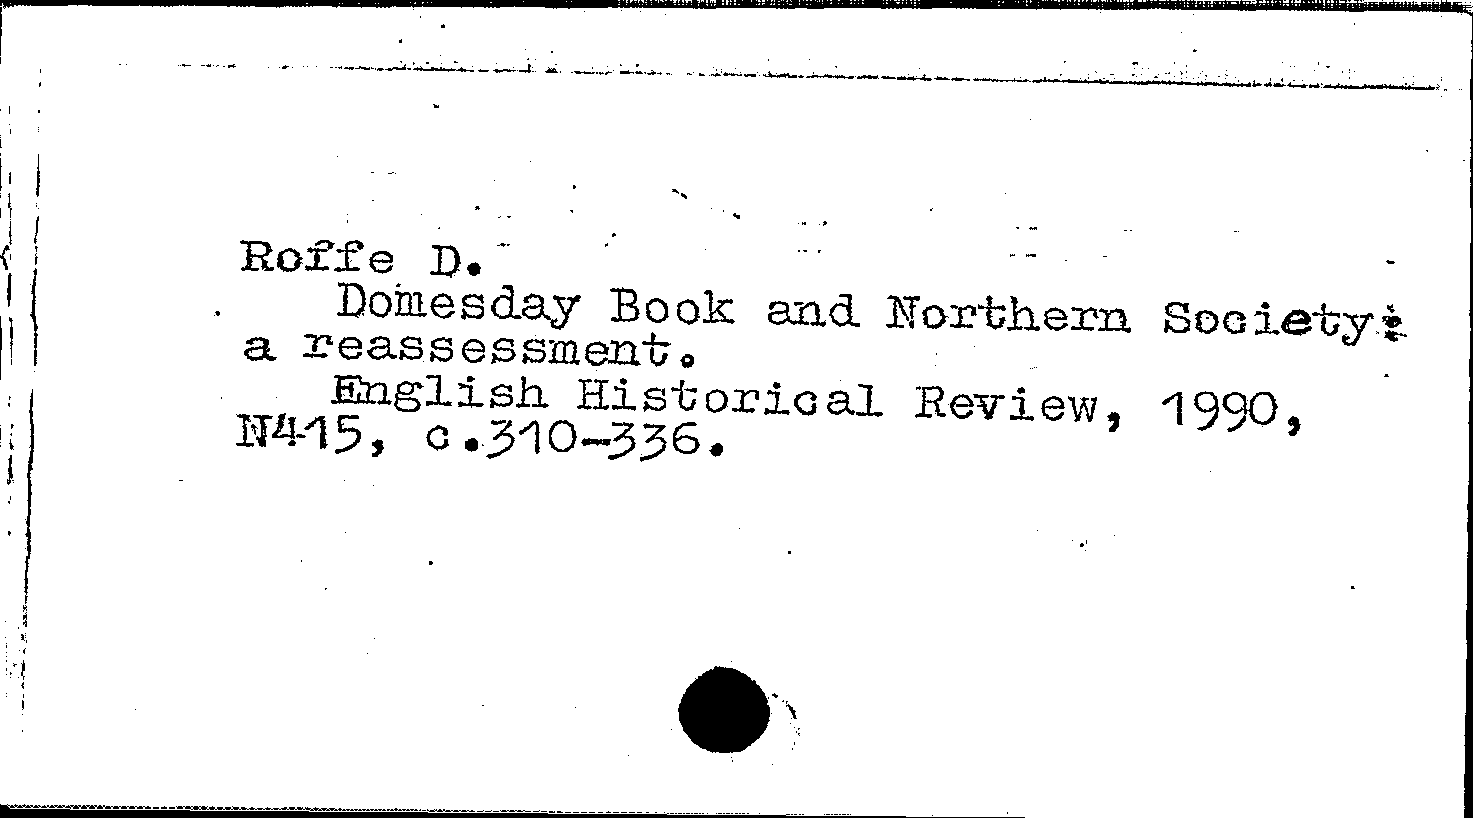 Roffe D.
Domesday Book and Northern Society:
a reassessment.
English Historical Review, 1990,
N415, c.310-336.